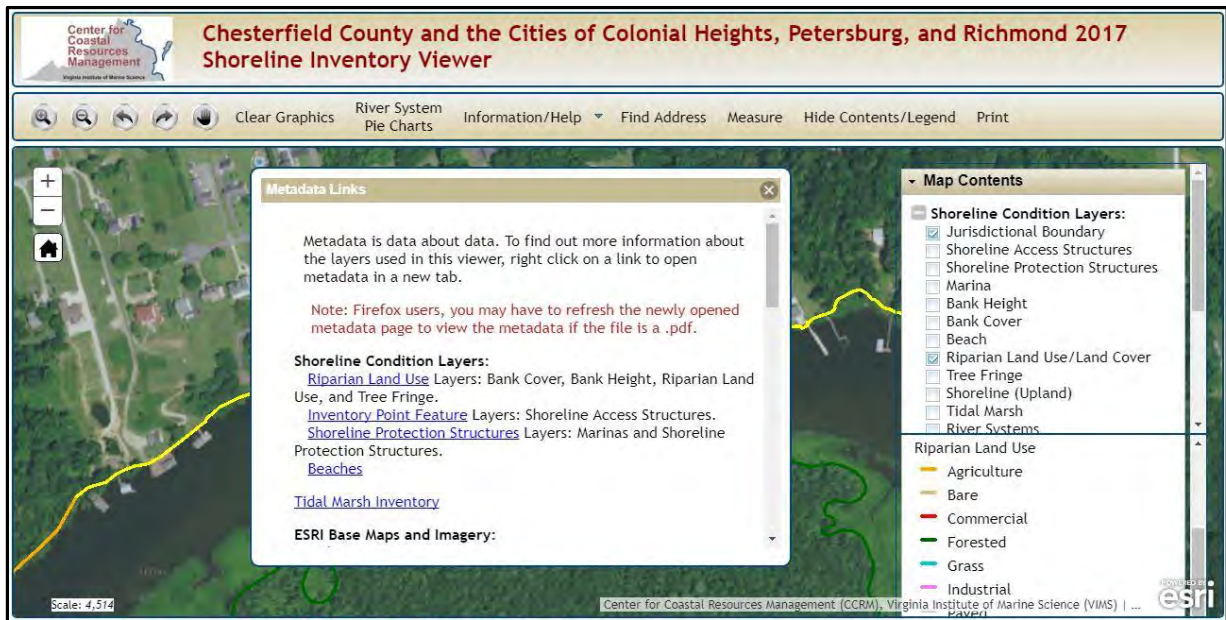 Center for
Coastal
Resources
Management
Virginia Institute of Marine Science
Chesterfield County and the Cities of Colonial Heights, Petersburg, and Richmond 2017
Shoreline Inventory Viewer
Clear Graphics
River System
Pie Charts
Information/Help
Find Address
Measure
Hide Contents/Legend
Print
+
−
Metadata Links
Metadata is data about data. To find out more information about
the layers used in this viewer, right click on a link to open
metadata in a new tab.
Note: Firefox users, you may have to refresh the newly opened
metadata page to view the metadata if the file is a .pdf.
Shoreline Condition Layers:
Riparian Land Use Layers: Bank Cover, Bank Height, Riparian Land
Use, and Tree Fringe.
Inventory Point Feature Layers: Shoreline Access Structures.
Shoreline Protection Structures Layers: Marinas and Shoreline
Protection Structures.
Beaches
Tidal Marsh Inventory
ESRI Base Maps and Imagery:
Map Contents
Shoreline Condition Layers:
Jurisdictional Boundary
Shoreline Access Structures
Shoreline Protection Structures
Marina
Bank Height
Bank Cover
Beach
Riparian Land Use/Land Cover
Tree Fringe
Shoreline (Upland)
Tidal Marsh
River Systems
Riparian Land Use
Agriculture
Bare
Commercial
Forested
Grass
Industrial
Paved
Scale: 4,514
Center for Coastal Resources Management (CCRM), Virginia Institute of Marine Science (VIMS) | ...
POWERED BY
esri